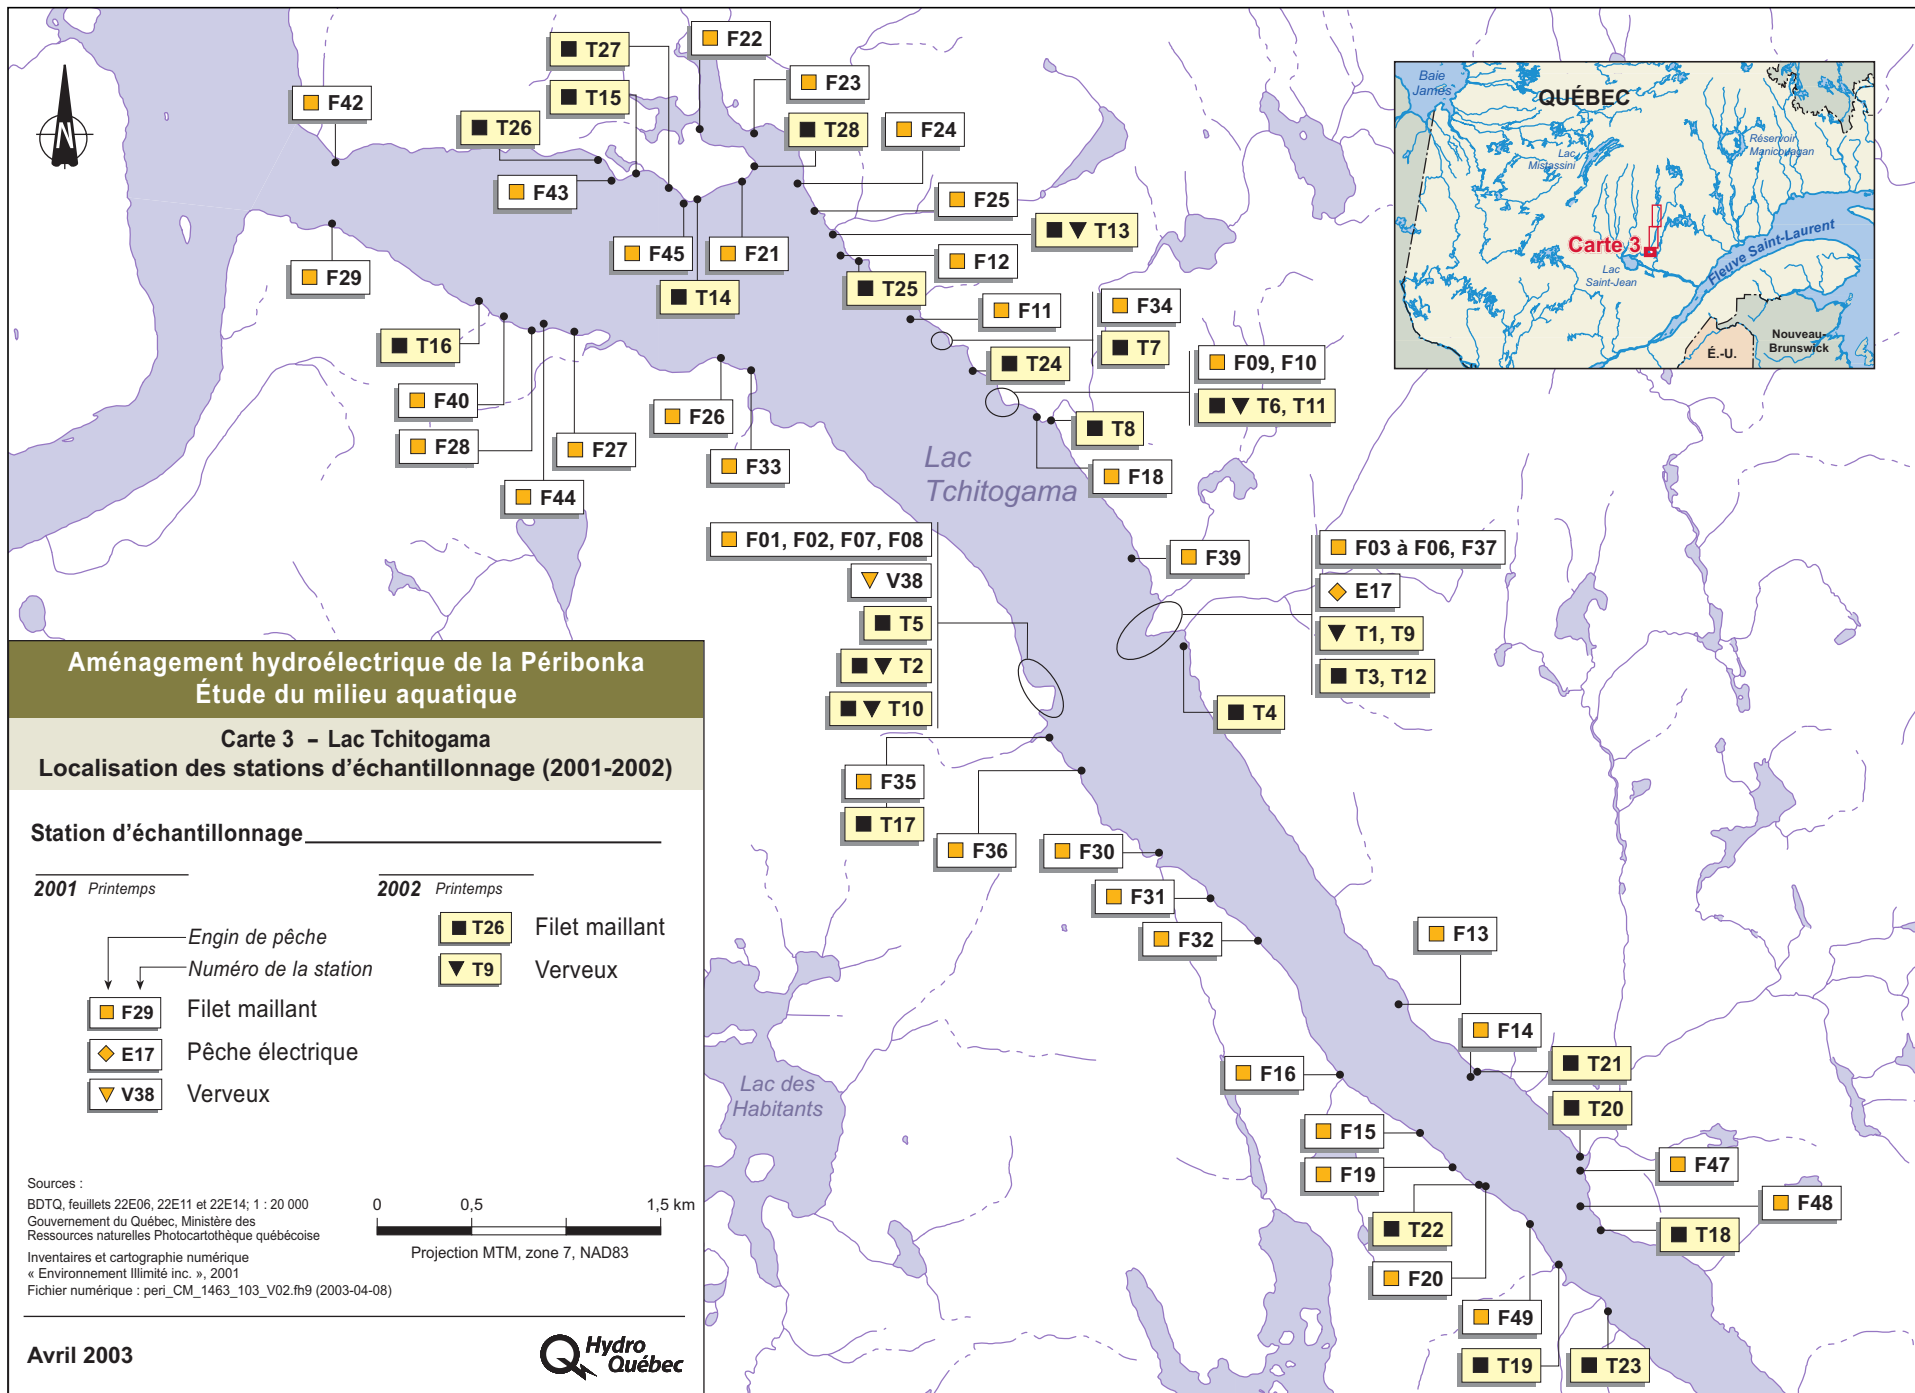 F22
T27
F23
F42
T15
T26
T28
F24
F43
F25
T13
F45
F21
F12
F29
T14
T25
F11
F34
T16
T7
T24
F09, F10
F40
F26
T6, T11
F28
F27
T8
F33
F18
F44
Lac
Tchitogama
F01, F02, F07, F08
V38
T5
T2
T10
F39
F03 à F06, F37
E17
T1, T9
T3, T12
T4
F35
T17
F36
F30
F31
F32
F13
F14
T21
F16
T20
F15
F47
F19
F48
T22
T18
F20
F49
T19
T23
Lac des
Habitants
N
Baie
James
QUÉBEC
Lac
Mistassini
Réservoir
Manicouagan
Carte 3
Lac
Saint-Jean
Fleuve Saint-Laurent
Nouveau-
Brunswick
É.-U.
Aménagement hydroélectrique de la Péribonka
Étude du milieu aquatique
Carte 3 – Lac Tchitogama
Localisation des stations d'échantillonnage (2001-2002)
Station d'échantillonnage
2001 Printemps
2002 Printemps
Engin de pêche
Numéro de la station
F29 Filet maillant
E17 Pêche électrique
V38 Verveux
T26 Filet maillant
T9 Verveux
Sources :
BDTQ, feuillets 22E06, 22E11 et 22E14; 1 : 20 000
Gouvernement du Québec, Ministère des
Ressources naturelles Photocartothèque québécoise
Inventaires et cartographie numérique
« Environnement Illimité inc. », 2001
Fichier numérique : peri_CM_1463_103_V02.fh9 (2003-04-08)
0 0,5 1,5 km
Projection MTM, zone 7, NAD83
Avril 2003
Hydro
Québec